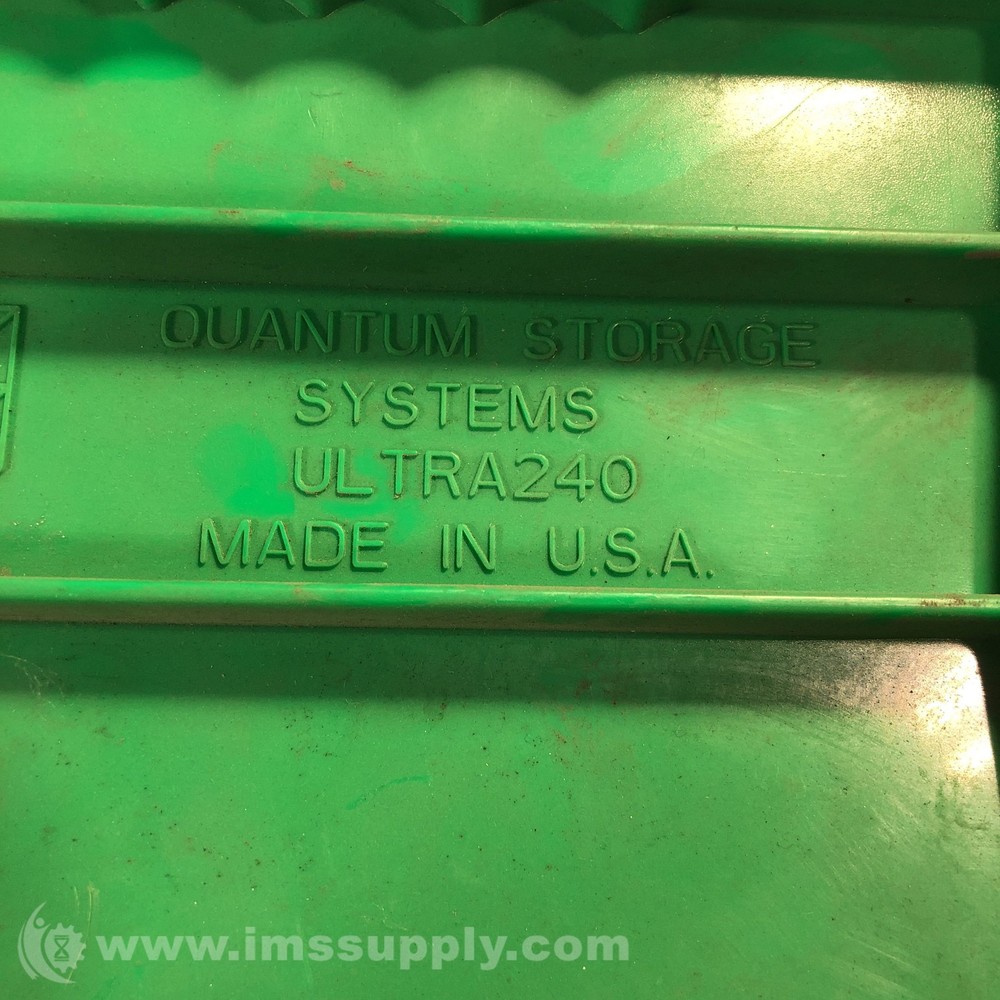 QUANTUM STORAGE
SYSTEMS
ULTRA240
MADE IN U.S.A.
www.imssupply.com